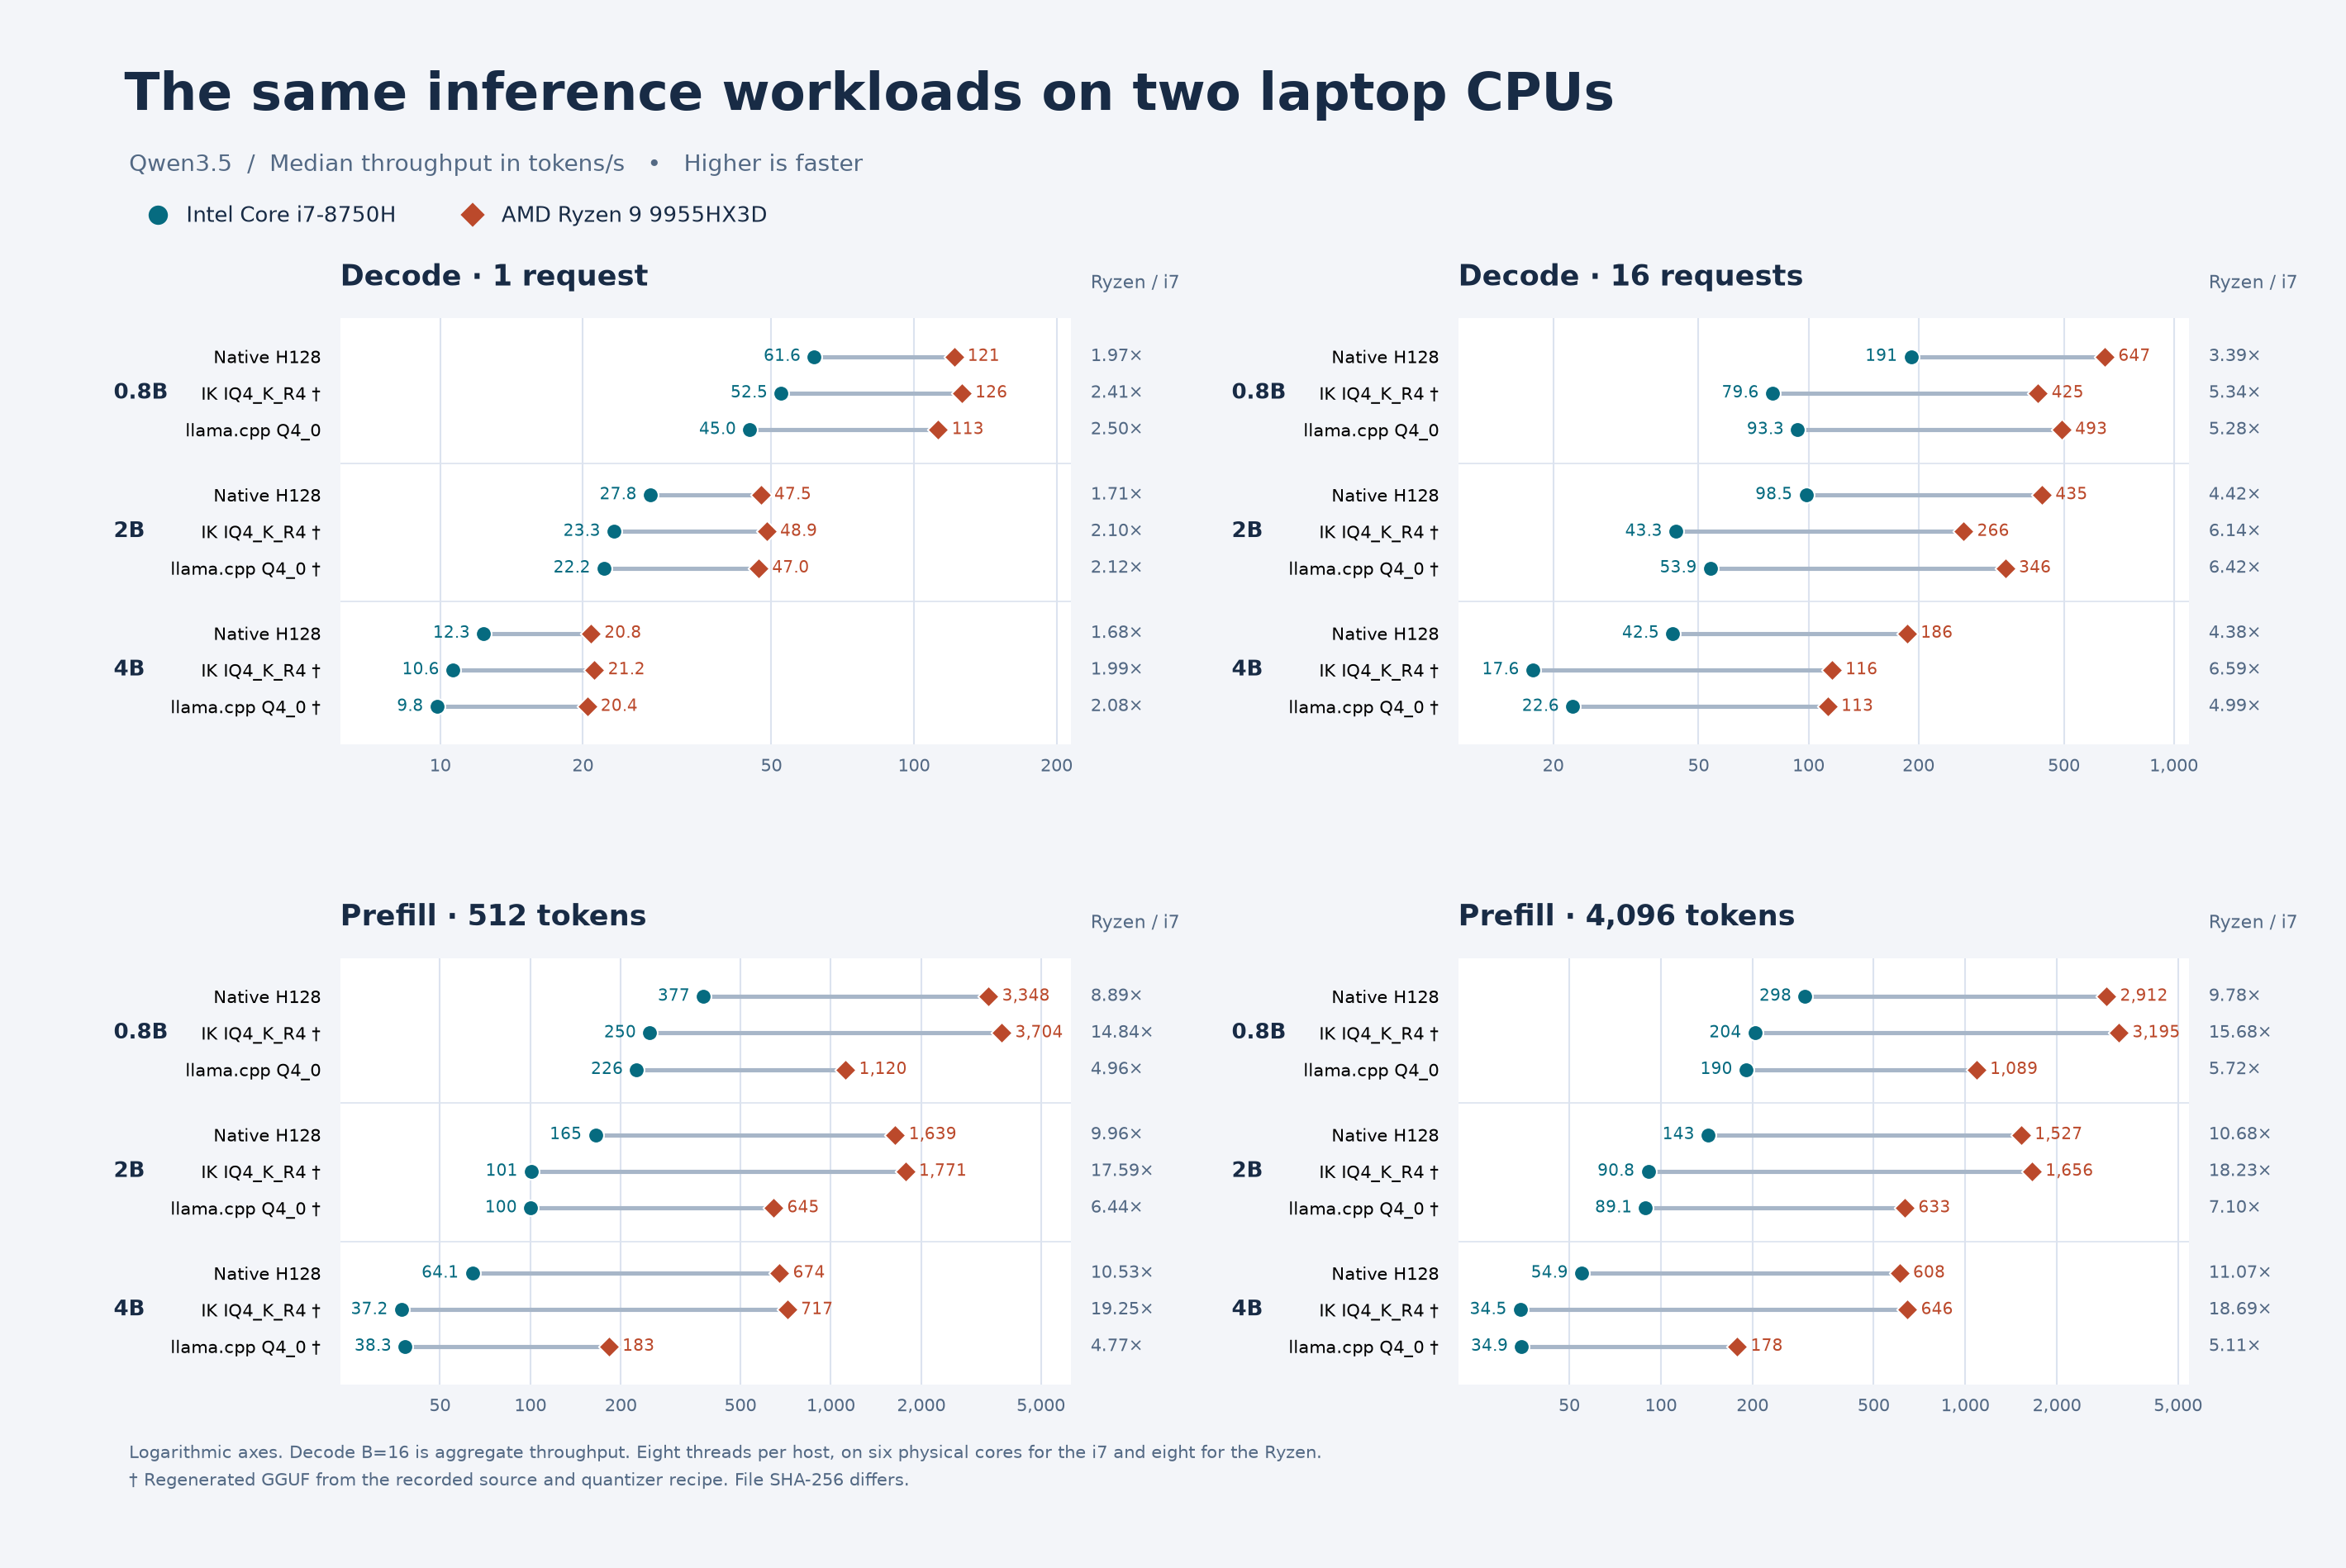 The same inference workloads on two laptop CPUs
Qwen3.5 / Median throughput in tokens/s • Higher is faster
Intel Core i7-8750H AMD Ryzen 9 9955HX3D
Decode · 1 request Ryzen / i7
0.8B
Native H128 61.6 121 1.97×
IK IQ4_K_R4 † 52.5 126 2.41×
llama.cpp Q4_0 45.0 113 2.50×
2B
Native H128 27.8 47.5 1.71×
IK IQ4_K_R4 † 23.3 48.9 2.10×
llama.cpp Q4_0 † 22.2 47.0 2.12×
4B
Native H128 12.3 20.8 1.68×
IK IQ4_K_R4 † 10.6 21.2 1.99×
llama.cpp Q4_0 † 9.8 20.4 2.08×
10 20 50 100 200
Decode · 16 requests Ryzen / i7
0.8B
Native H128 191 647 3.39×
IK IQ4_K_R4 † 79.6 425 5.34×
llama.cpp Q4_0 93.3 493 5.28×
2B
Native H128 98.5 435 4.42×
IK IQ4_K_R4 † 43.3 266 6.14×
llama.cpp Q4_0 † 53.9 346 6.42×
4B
Native H128 42.5 186 4.38×
IK IQ4_K_R4 † 17.6 116 6.59×
llama.cpp Q4_0 † 22.6 113 4.99×
20 50 100 200 500 1,000
Prefill · 512 tokens Ryzen / i7
0.8B
Native H128 377 3,348 8.89×
IK IQ4_K_R4 † 250 3,704 14.84×
llama.cpp Q4_0 226 1,120 4.96×
2B
Native H128 165 1,639 9.96×
IK IQ4_K_R4 † 101 1,771 17.59×
llama.cpp Q4_0 † 100 645 6.44×
4B
Native H128 64.1 674 10.53×
IK IQ4_K_R4 † 37.2 717 19.25×
llama.cpp Q4_0 † 38.3 183 4.77×
50 100 200 500 1,000 2,000 5,000
Prefill · 4,096 tokens Ryzen / i7
0.8B
Native H128 298 2,912 9.78×
IK IQ4_K_R4 † 204 3,195 15.68×
llama.cpp Q4_0 190 1,089 5.72×
2B
Native H128 143 1,527 10.68×
IK IQ4_K_R4 † 90.8 1,656 18.23×
llama.cpp Q4_0 † 89.1 633 7.10×
4B
Native H128 54.9 608 11.07×
IK IQ4_K_R4 † 34.5 646 18.69×
llama.cpp Q4_0 † 34.9 178 5.11×
50 100 200 500 1,000 2,000 5,000
Logarithmic axes. Decode B=16 is aggregate throughput. Eight threads per host, on six physical cores for the i7 and eight for the Ryzen.
† Regenerated GGUF from the recorded source and quantizer recipe. File SHA-256 differs.